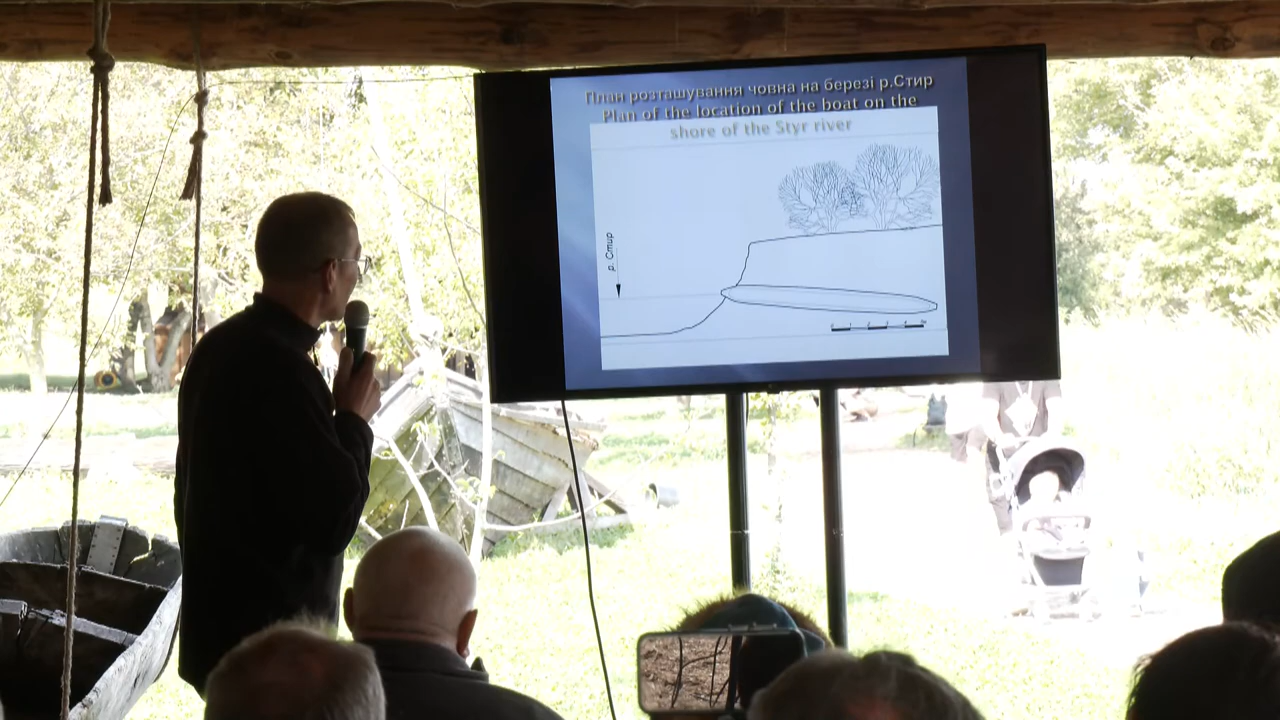 План розташування човна на березі р.Стир
Plan of the location of the boat on the
shore of the Styr river
р. Стир